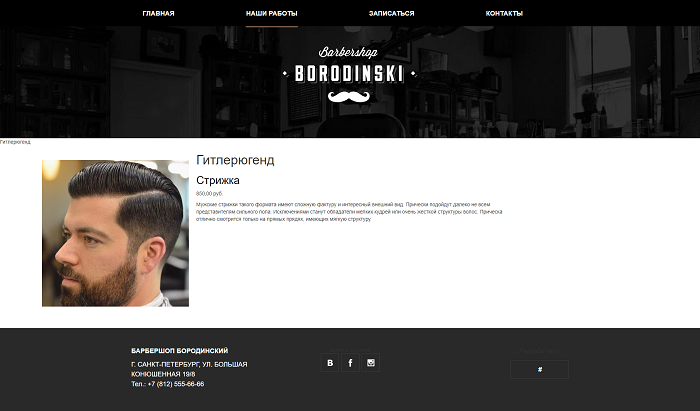 ГЛАВНАЯ
НАШИ РАБОТЫ
ЗАПИСАТЬСЯ
КОНТАКТЫ
Barbershop
BORODINSKI
Гитлерюгенд
Гитлерюгенд
Стрижка
850,00 руб.
Мужские стрижки такого формата имеют сложную фактуру и интересный внешний вид. Прически подойдут далеко не всем
представителям сильного пола. Исключениями станут обладатели мелких кудрей или очень жесткой структуры волос. Прическа
отлично смотрится только на прямых прядях, имеющих мягкую структуру
БАРБЕРШОП БОРОДИНСКИЙ
Г. САНКТ-ПЕТЕРБУРГ, УЛ. БОЛЬШАЯ
КОНЮШЕННАЯ 19/8
Тел.: +7 (812) 555-66-66
В f
#